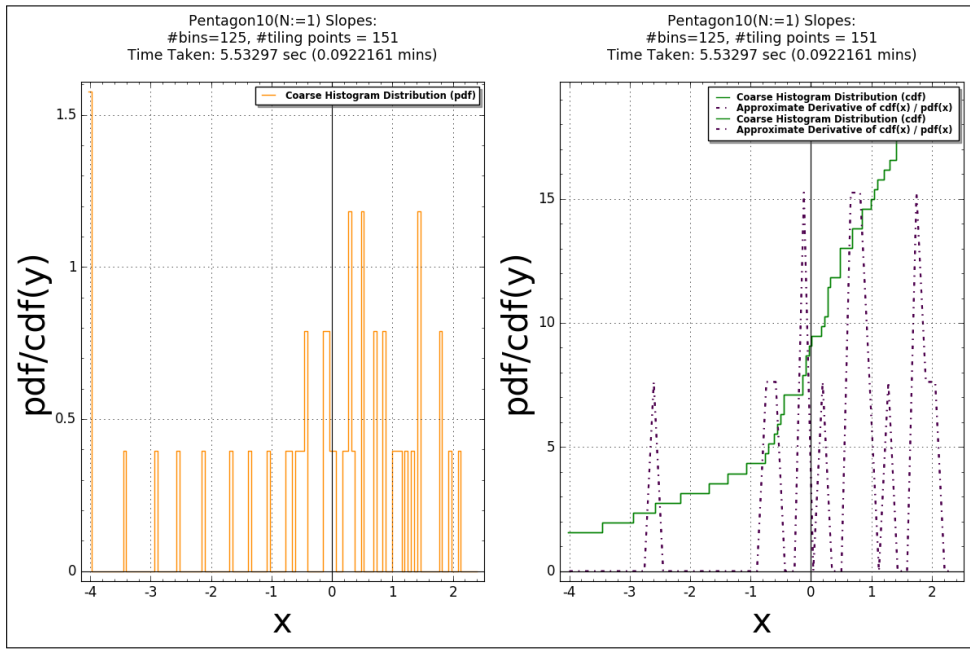 Pentagon10(N:=1) Slopes:
#bins=125, #tiling points = 151
Time Taken: 5.53297 sec (0.0922161 mins)
Coarse Histogram Distribution (pdf)
1.5
1
0.5
0
pdf/cdf(y)
-4 -3 -2 -1 0 1 2
x
Pentagon10(N:=1) Slopes:
#bins=125, #tiling points = 151
Time Taken: 5.53297 sec (0.0922161 mins)
Coarse Histogram Distribution (cdf)
Approximate Derivative of cdf(x) / pdf(x)
Coarse Histogram Distribution (cdf)
Approximate Derivative of cdf(x) / pdf(x)
15
10
5
0
pdf/cdf(y)
-4 -3 -2 -1 0 1 2
x